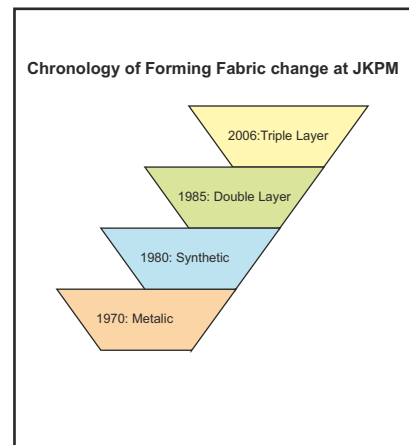 Chronology of Forming Fabric change at JKPM
2006:Triple Layer
1985: Double Layer
1980: Synthetic
1970: Metalic